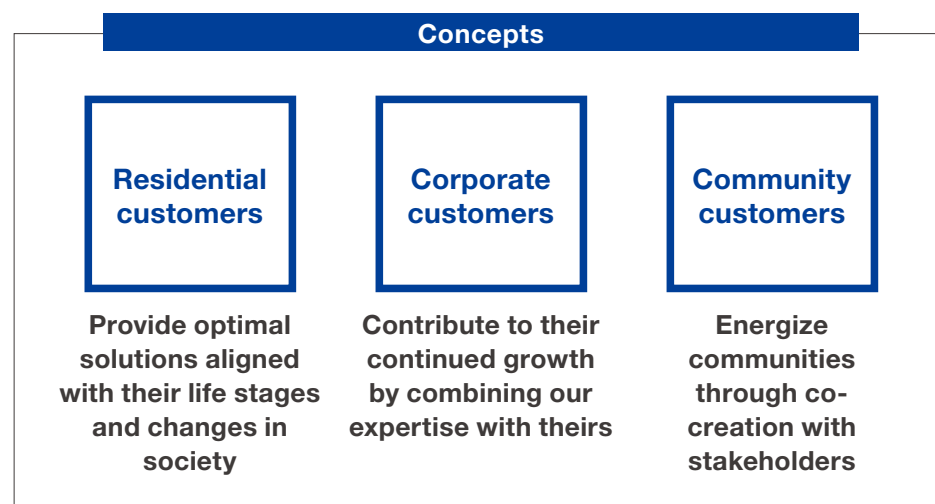 Concepts
Residential
customers
Provide optimal
solutions aligned
with their life stages
and changes in
society
Corporate
customers
Contribute to their
continued growth
by combining our
expertise with theirs
Community
customers
Energize
communities
through co-
creation with
stakeholders